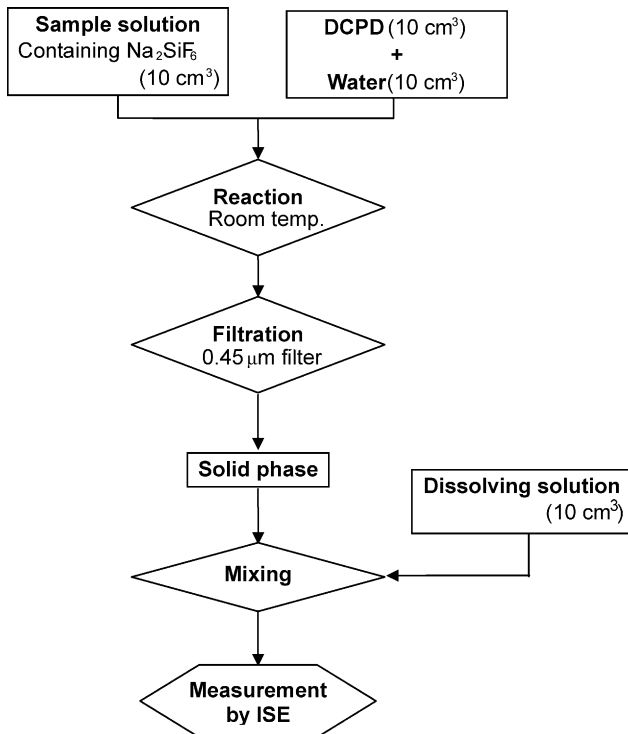 Sample solution
Containing Na₂SiF₆
(10 cm³)
DCPD (10 cm³)
+
Water(10 cm³)
Reaction
Room temp.
Filtration
0.45 μm filter
Solid phase
Dissolving solution
(10 cm³)
Mixing
Measurement
by ISE